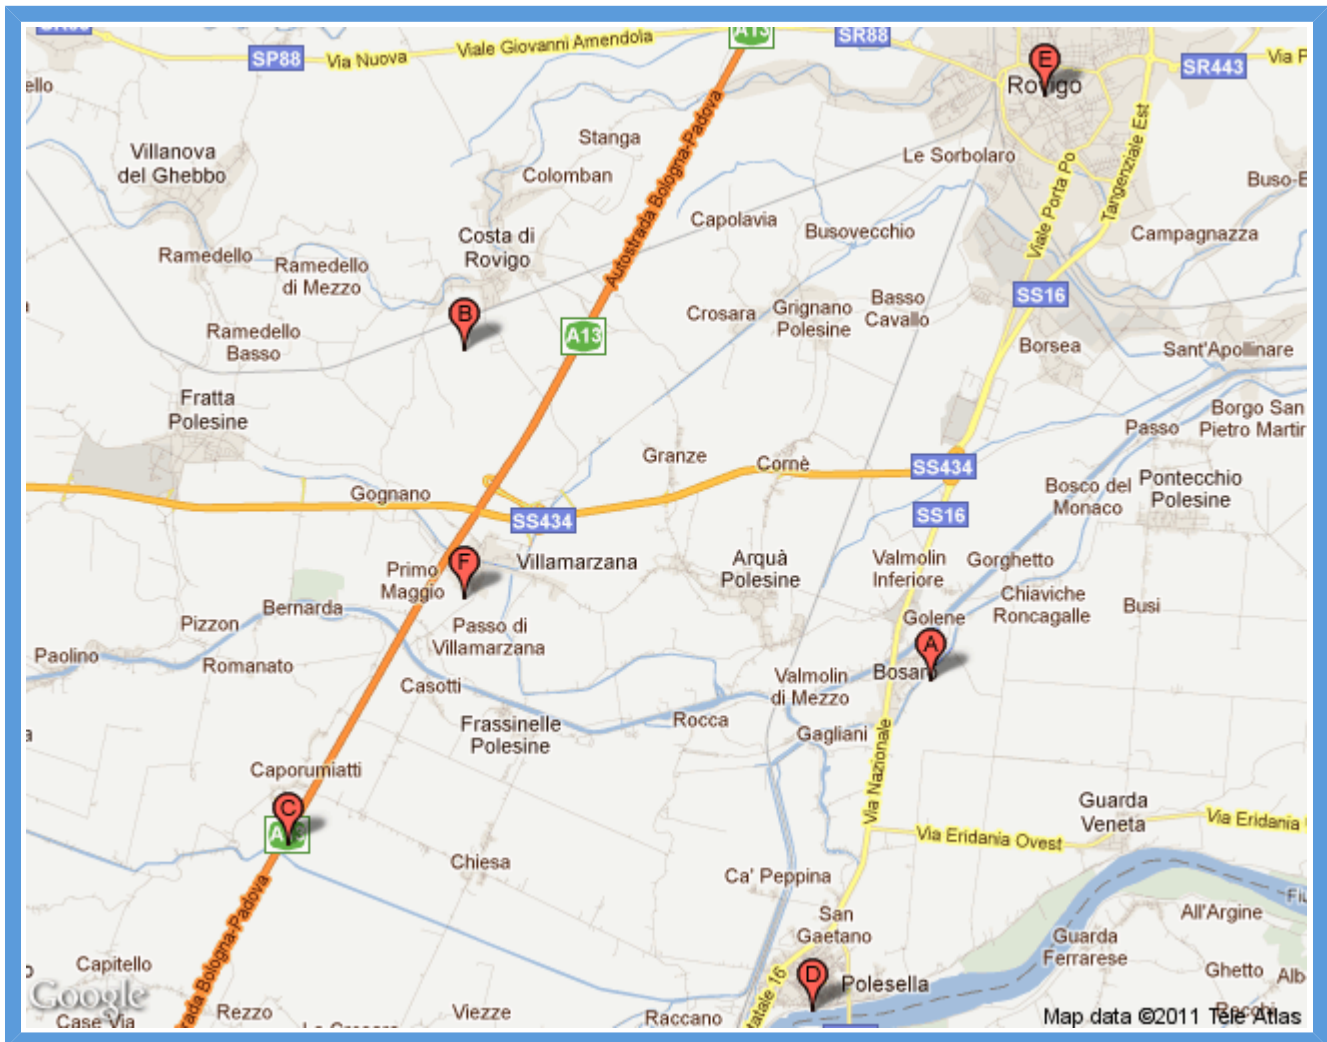 A13
SR88
SP88
Via Nuova
Viale Giovanni Amendola
SR443
E
Rovigo
Stanga
Autostrada Bologna-Padova
Villanova
del Ghebbo
Colomban
Le Sorbolaro
Viale Porta Po
Tangenziale Est
Capolavia
Busovecchio
Campagnazza
Costa di
Rovigo
Ramedello
Ramedello
di Mezzo
SS16
B
Crosara
Grignano
Polesine
Basso
Cavallo
A13
Ramedello
Basso
Borsea
Sant'Apollinare
Fratta
Polesine
Borgo San
Pietro Martir
Passo
Granze
Cornè
SS434
Gognano
Bosco del
Monaco
Pontecchio
Polesine
SS434
SS16
F
Villamarzana
Primo
Maggio
Arquà
Polesine
Valmolin
Inferiore
Gorghetto
Chiaviche
Roncagalle
Busi
Bernarda
Pizzon
Golene
Passo di
Villamarzana
A
Paolino
Romanato
Casotti
Valmolin
di Mezzo
Bosaro
Frassinelle
Polesine
Rocca
Gagliani
Via Nazionale
Caporumiatti
C
Guarda
Veneta
Via Eridania Ovest
Via Eridania
Chiesa
Ca' Peppina
San
Gaetano
All'Argine
Guarda
Ferrarese
Capitello
D
Polesella
Ghetto
Google
Rezzo
Viezze
Raccano
Case Via
Map data ©2011 Tele Atlas